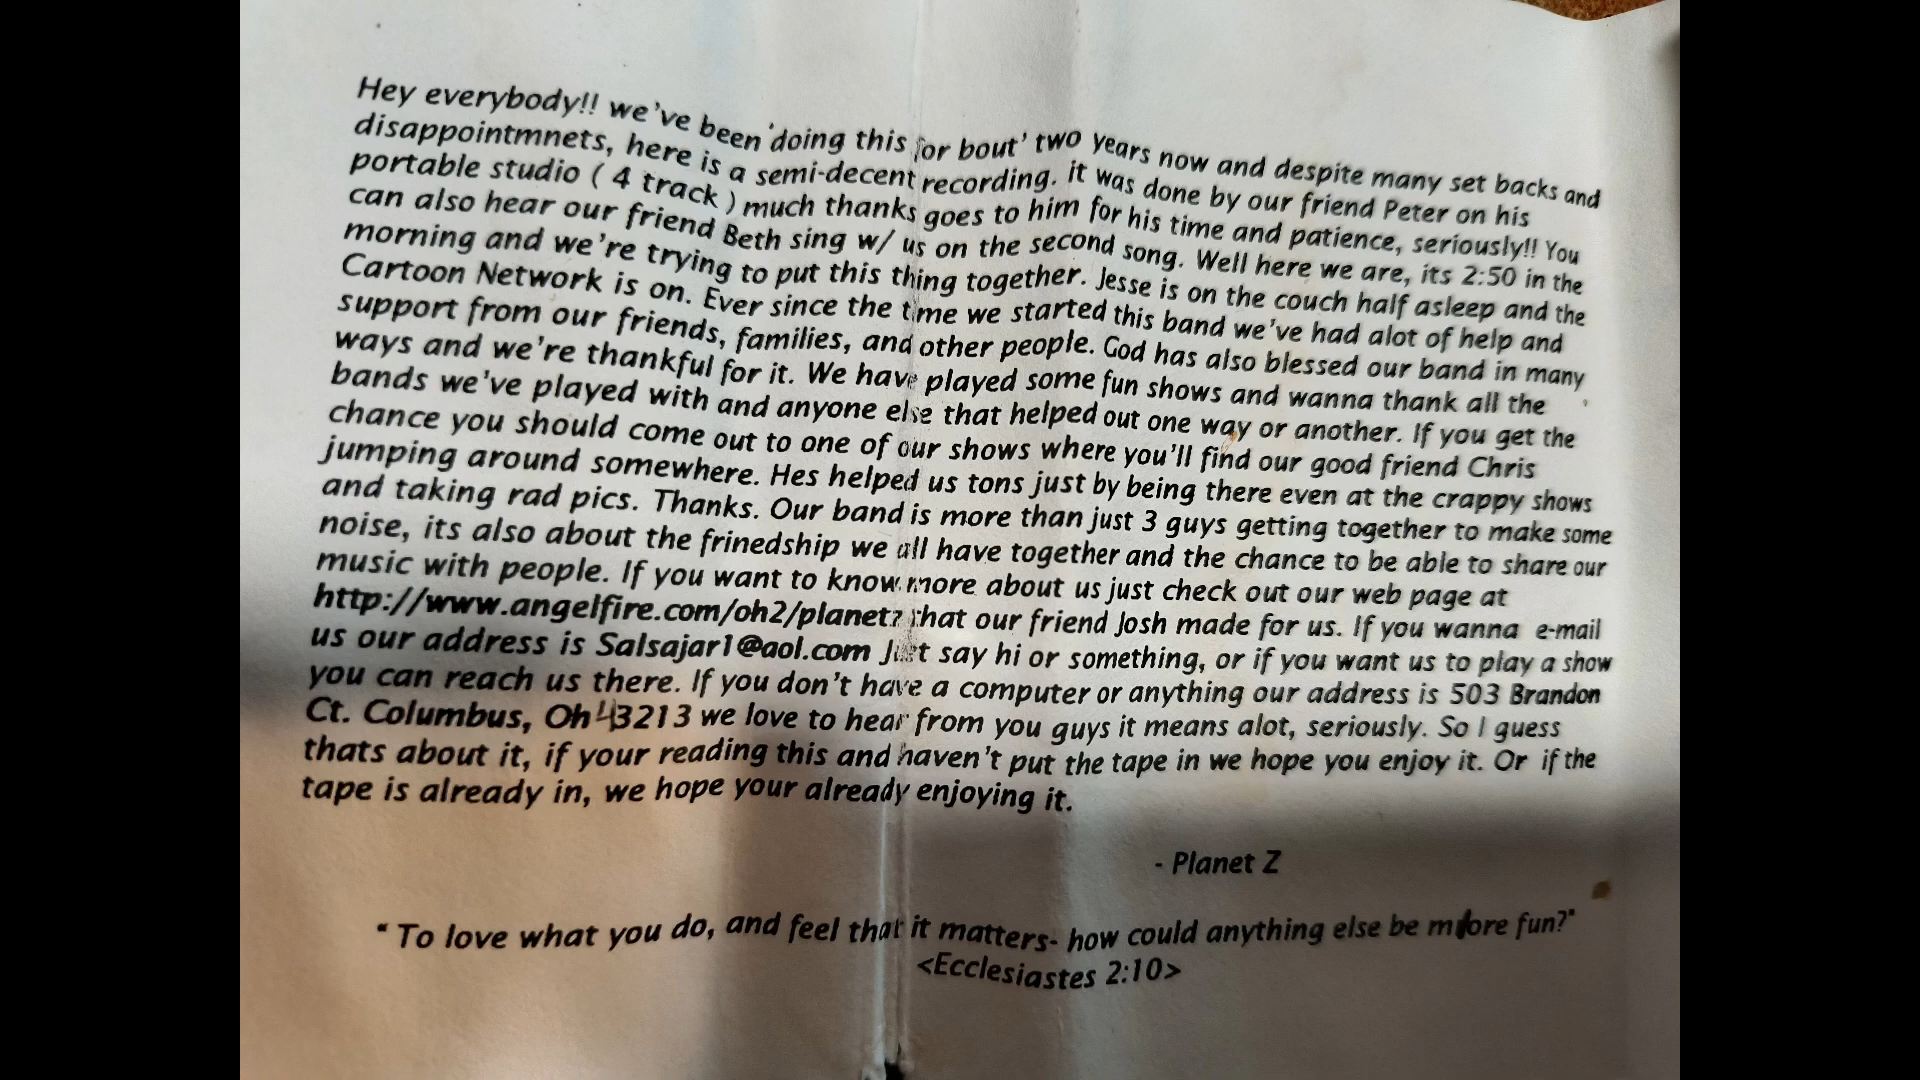 Hey everybody!! we've been doing this for bout' two years now and despite many set backs and
disappointmnets, here is a semi-decent recording. it was done by our friend Peter on his
portable studio ( 4 track ) much thanks goes to him for his time and patience, seriously!! You
can also hear our friend Beth sing w/ us on the second song. Well here we are, its 2:50 in the
morning and we're trying to put this thing together. Jesse is on the couch half asleep and the
Cartoon Network is on. Ever since the time we started this band we've had alot of help and
support from our friends, families, and other people. God has also blessed our band in many
ways and we're thankful for it. We have played some fun shows and wanna thank all the
bands we've played with and anyone else that helped out one way or another. If you get the
chance you should come out to one of our shows where you'll find our good friend Chris
jumping around somewhere. Hes helped us tons just by being there even at the crappy shows
and taking rad pics. Thanks. Our band is more than just 3 guys getting together to make some
noise, its also about the frinedship we all have together and the chance to be able to share our
music with people. If you want to know more about us just check out our web page at
http://www.angelfire.com/oh2/planetz that our friend Josh made for us. If you wanna e-mail
us our address is Salsajar1@aol.com Just say hi or something, or if you want us to play a show
you can reach us there. If you don't have a computer or anything our address is 503 Brandon
Ct. Columbus, Oh 43213 we love to hear from you guys it means alot, seriously. So I guess
thats about it, if your reading this and haven't put the tape in we hope you enjoy it. Or if the
tape is already in, we hope your already enjoying it.
- Planet Z
" To love what you do, and feel that it matters- how could anything else be more fun?"
<Ecclesiastes 2:10>